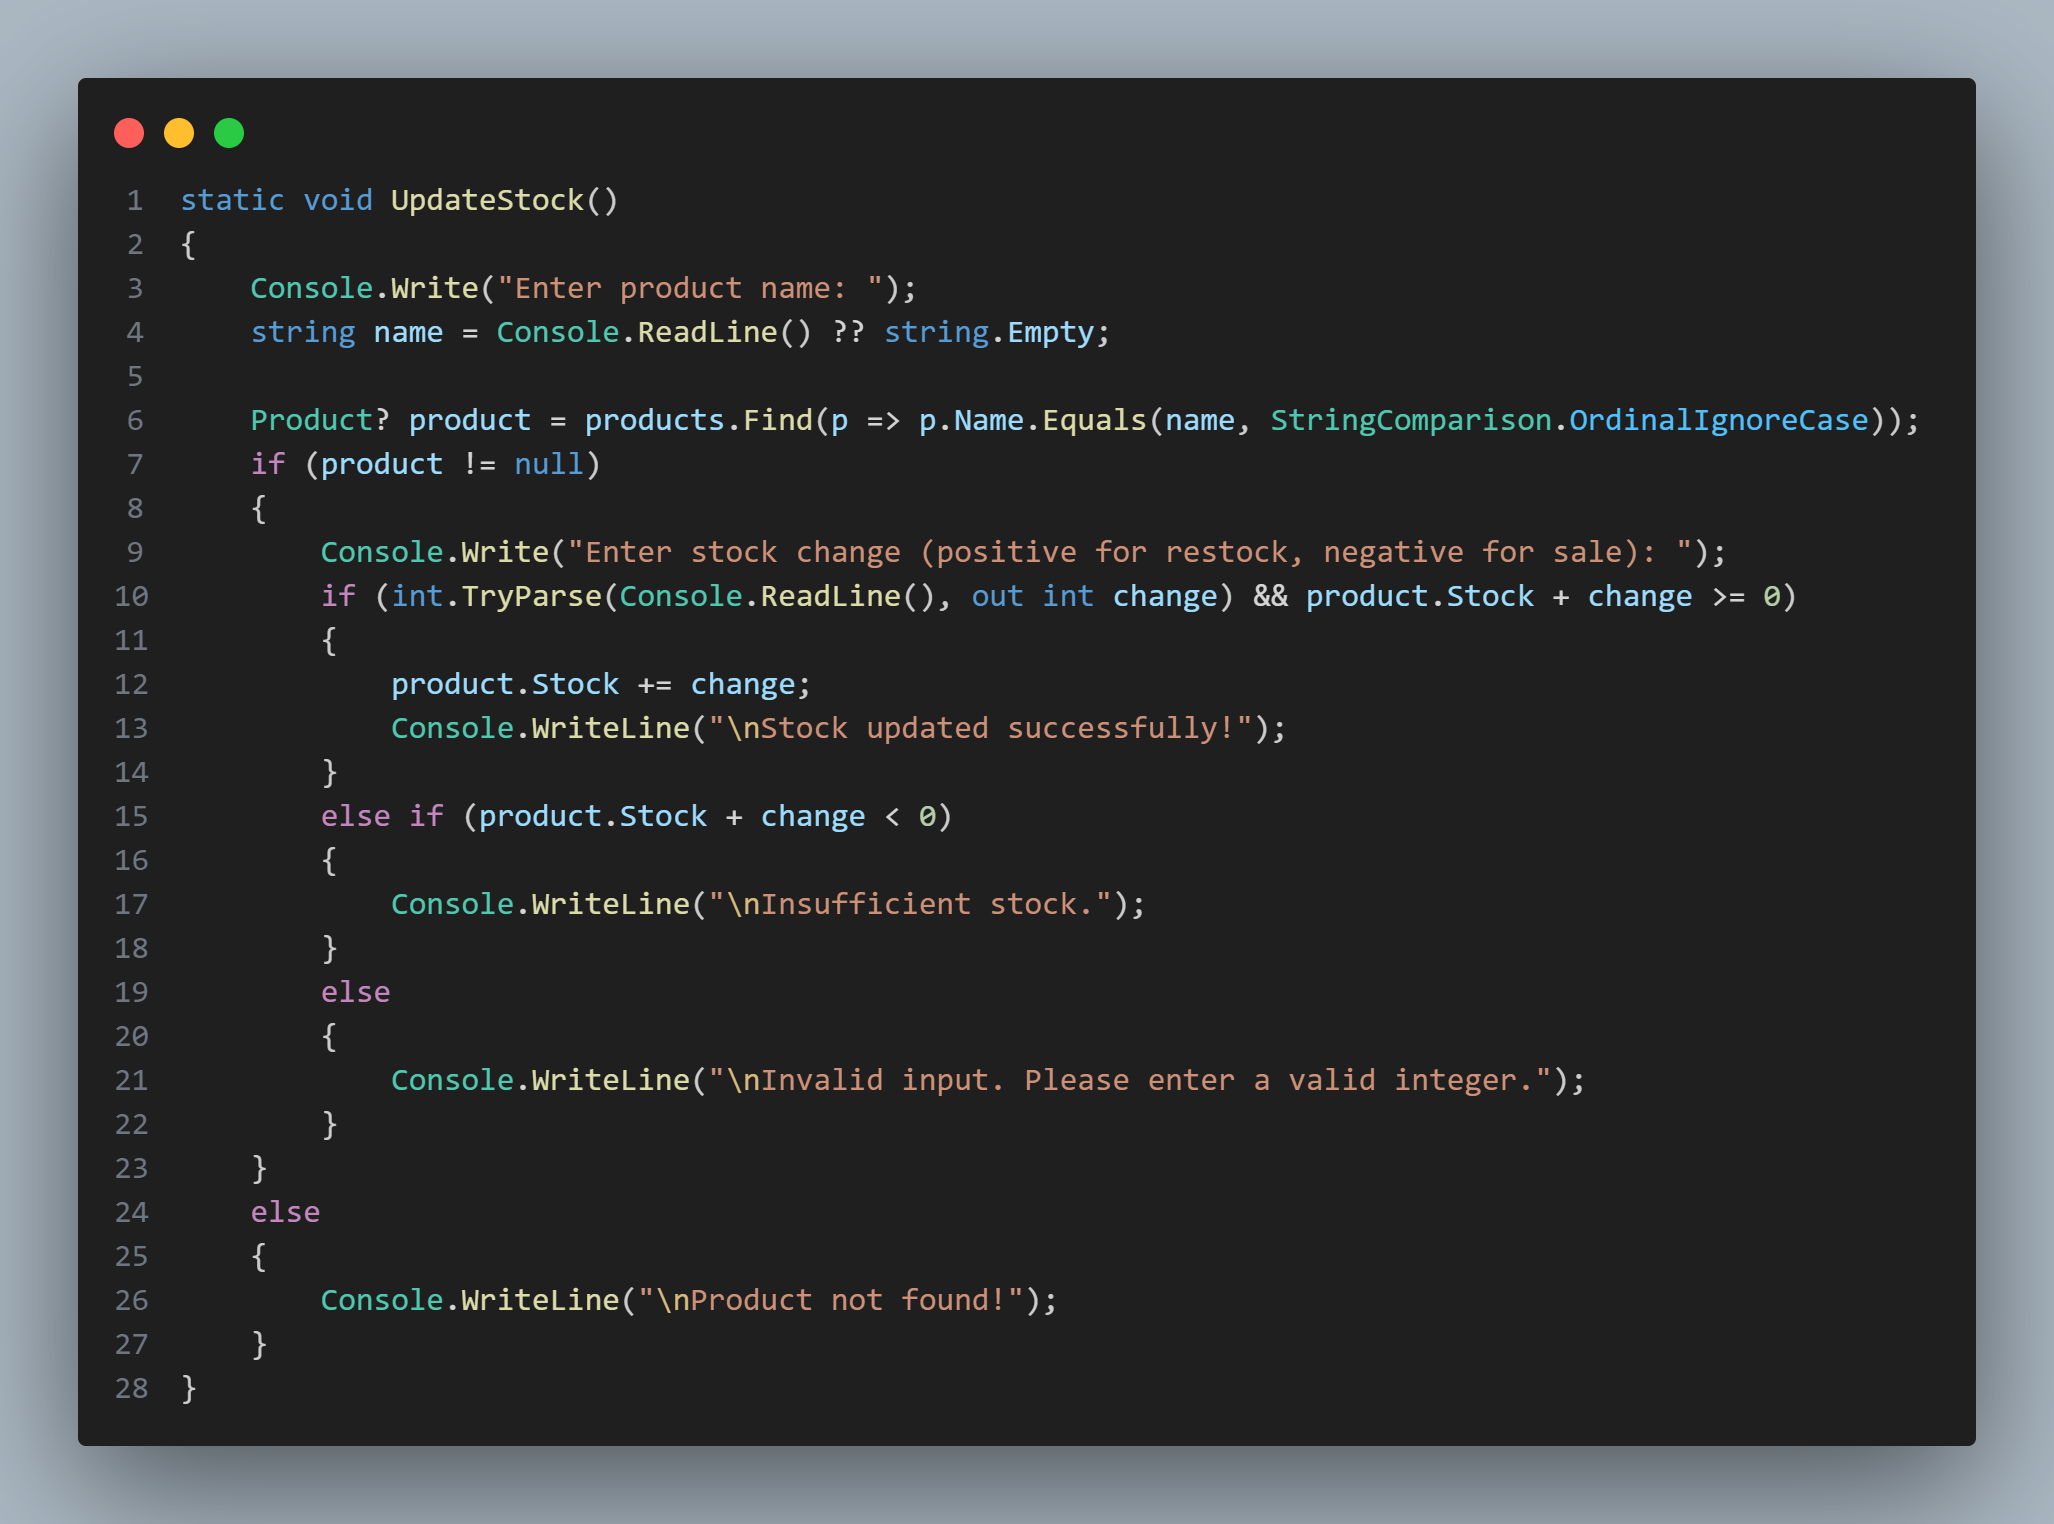 1 static void UpdateStock()
2 {
3     Console.Write("Enter product name: ");
4     string name = Console.ReadLine() ?? string.Empty;
5
6     Product? product = products.Find(p => p.Name.Equals(name, StringComparison.OrdinalIgnoreCase));
7     if (product != null)
8     {
9         Console.Write("Enter stock change (positive for restock, negative for sale): ");
10         if (int.TryParse(Console.ReadLine(), out int change) && product.Stock + change >= 0)
11         {
12             product.Stock += change;
13             Console.WriteLine("\nStock updated successfully!");
14         }
15         else if (product.Stock + change < 0)
16         {
17             Console.WriteLine("\nInsufficient stock.");
18         }
19         else
20         {
21             Console.WriteLine("\nInvalid input. Please enter a valid integer.");
22         }
23     }
24     else
25     {
26         Console.WriteLine("\nProduct not found!");
27     }
28 }